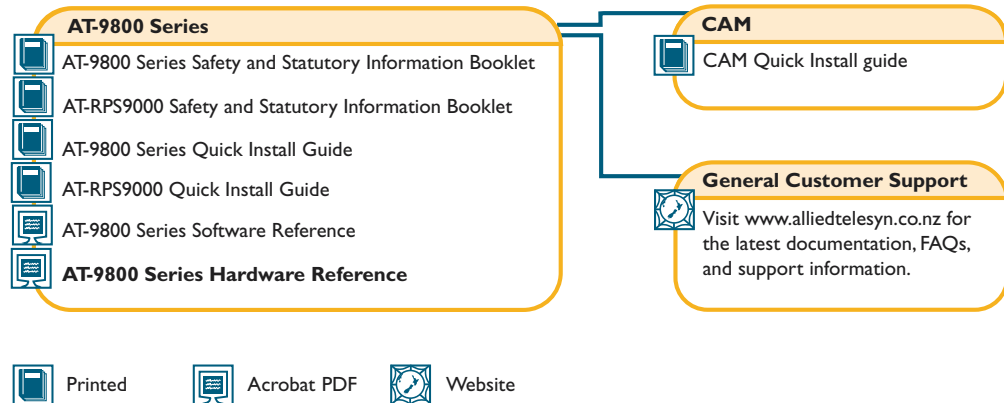 AT-9800 Series
AT-9800 Series Safety and Statutory Information Booklet
AT-RPS9000 Safety and Statutory Information Booklet
AT-9800 Series Quick Install Guide
AT-RPS9000 Quick Install Guide
AT-9800 Series Software Reference
AT-9800 Series Hardware Reference
CAM
CAM Quick Install guide
General Customer Support
Visit www.alliedtelesyn.co.nz for
the latest documentation, FAQs,
and support information.
Printed
Acrobat PDF
Website